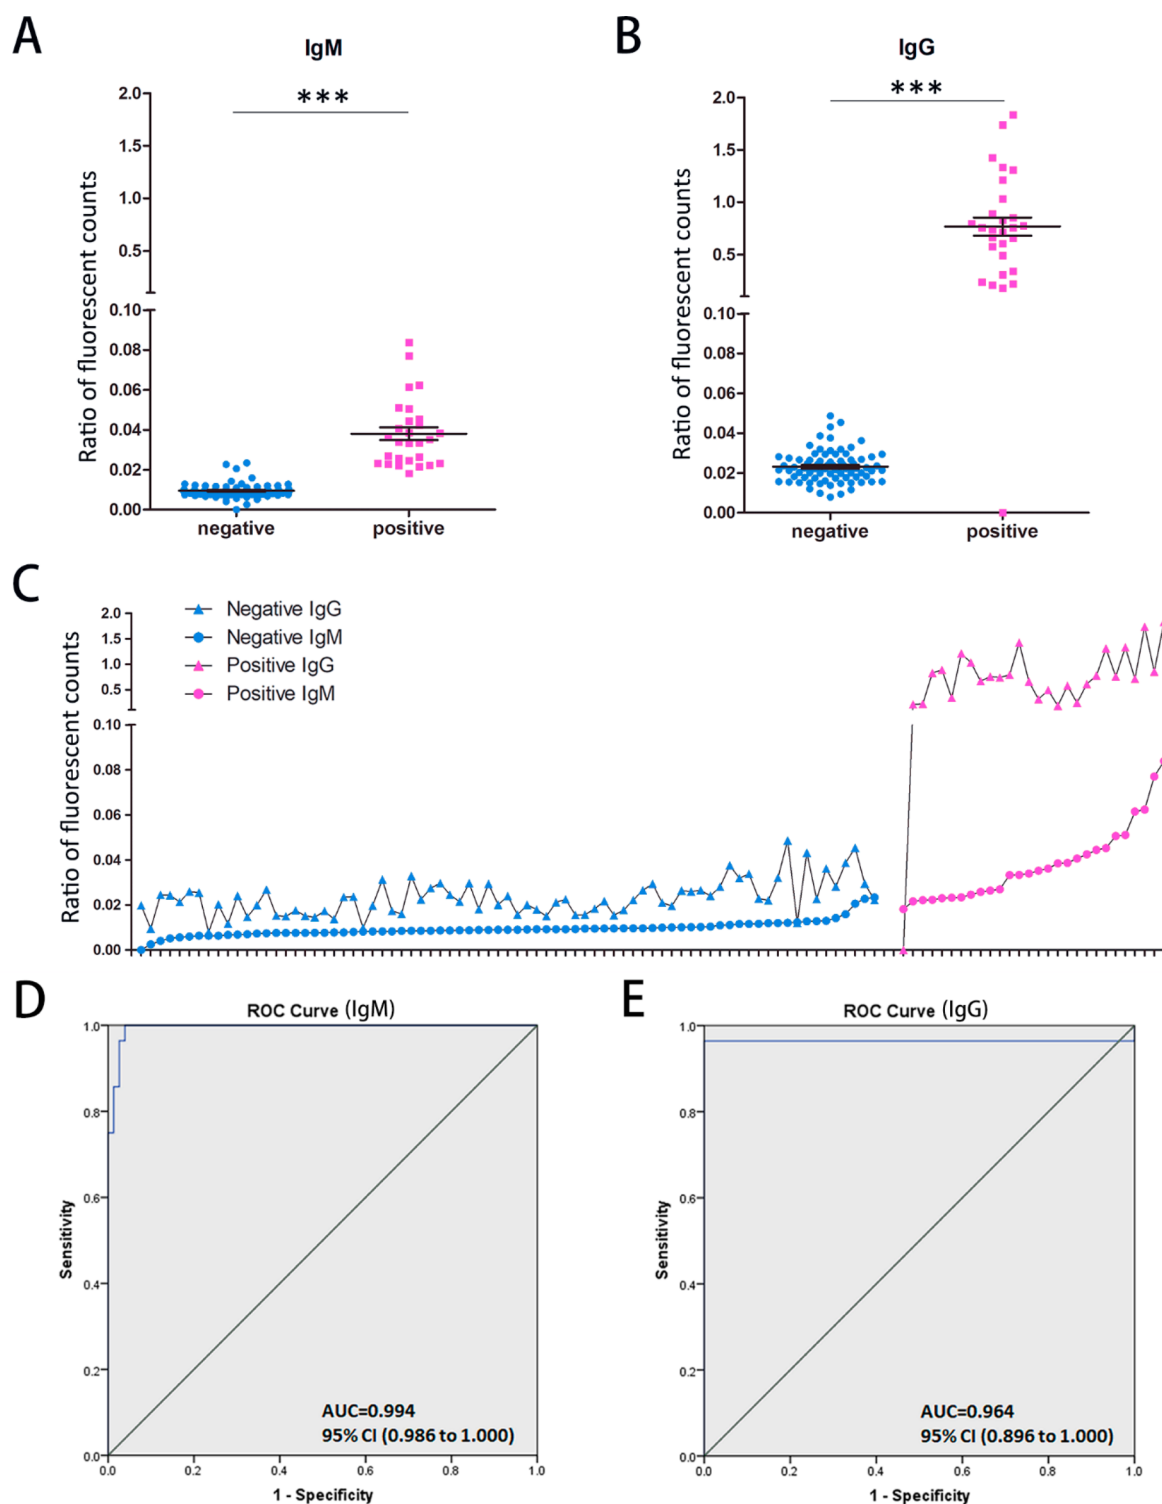 A
IgM
***
Ratio of fluorescent counts
2.0
1.5
1.0
0.5
0.10
0.08
0.06
0.04
0.02
0.00
negative
positive
B
IgG
***
Ratio of fluorescent counts
2.0
1.5
1.0
0.5
0.10
0.08
0.06
0.04
0.02
0.00
negative
positive
C
Negative IgG
Negative IgM
Positive IgG
Positive IgM
Ratio of fluorescent counts
2.0
1.5
1.0
0.5
0.10
0.08
0.06
0.04
0.02
0.00
D
ROC Curve (IgM)
Sensitivity
1.0
0.8
0.6
0.4
0.2
0.0
AUC=0.994
95% CI (0.986 to 1.000)
0.0 0.2 0.4 0.6 0.8 1.0
1 - Specificity
E
ROC Curve (IgG)
Sensitivity
1.0
0.8
0.6
0.4
0.2
0.0
AUC=0.964
95% CI (0.896 to 1.000)
0.0 0.2 0.4 0.6 0.8 1.0
1 - Specificity